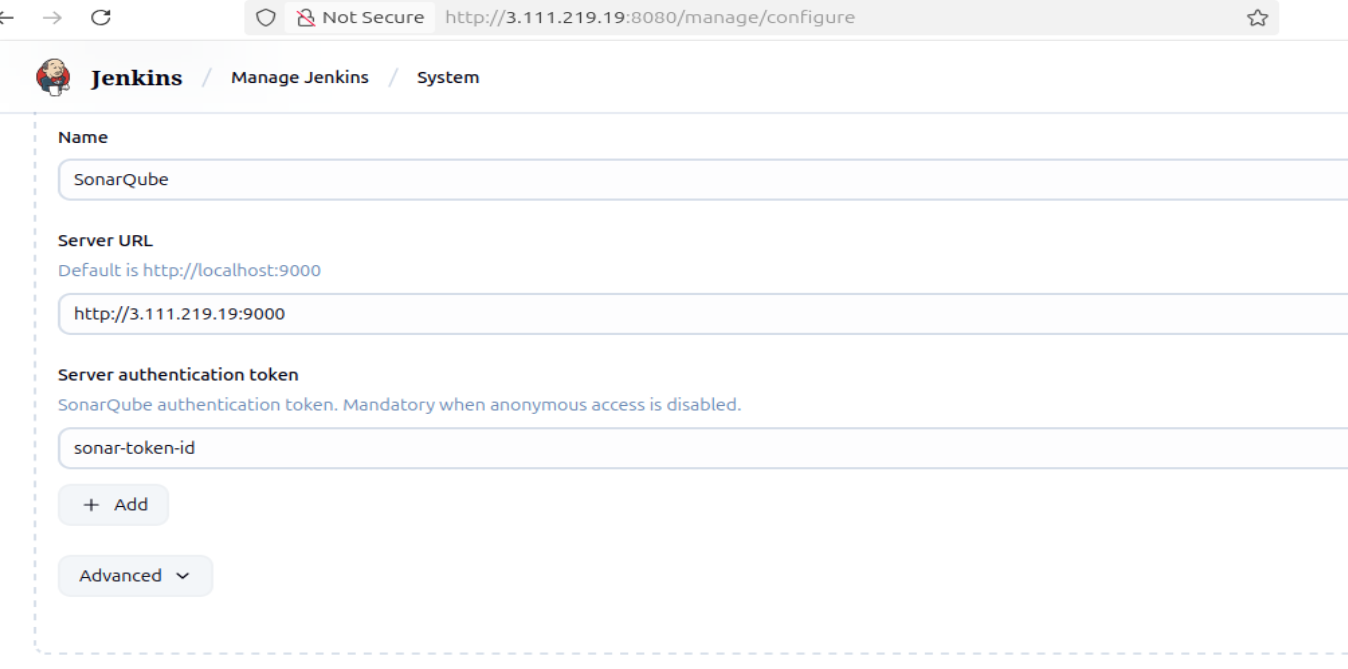 Not Secure http://3.111.219.19:8080/manage/configure
Jenkins / Manage Jenkins / System
Name
SonarQube
Server URL
Default is http://localhost:9000
http://3.111.219.19:9000
Server authentication token
SonarQube authentication token. Mandatory when anonymous access is disabled.
sonar-token-id
+ Add
Advanced